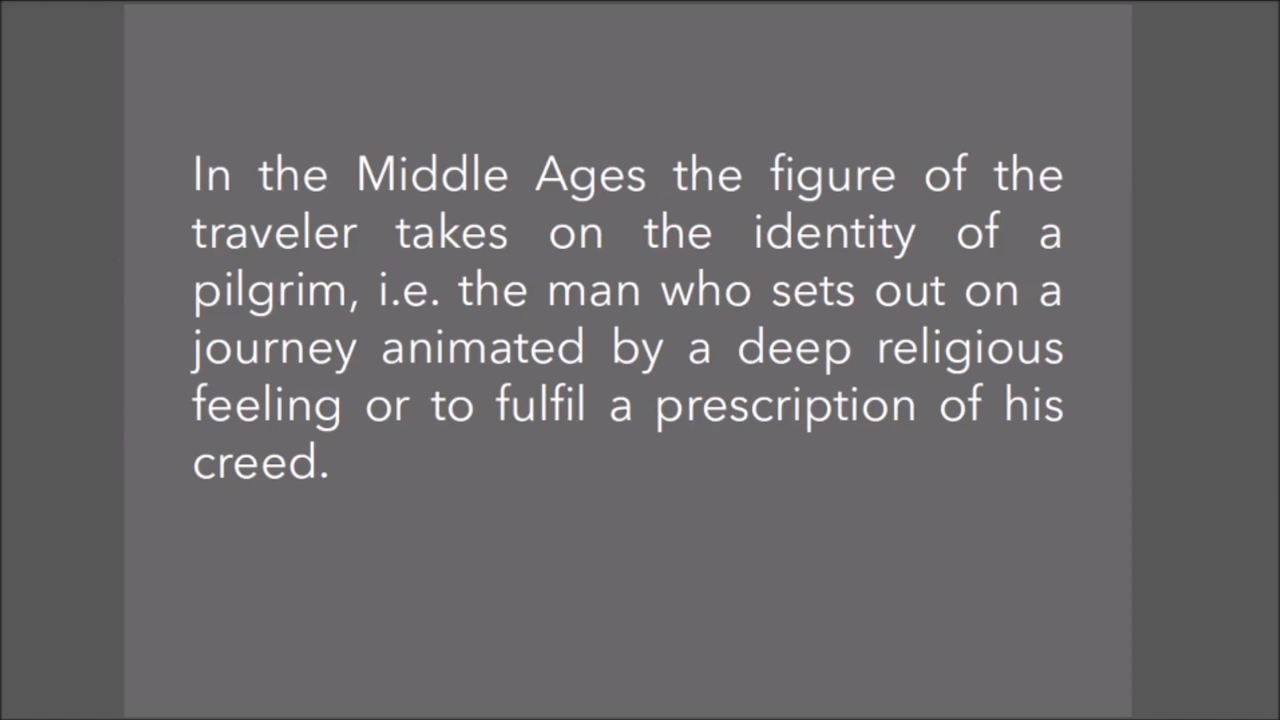 In the Middle Ages the figure of the
traveler takes on the identity of a
pilgrim, i.e. the man who sets out on a
journey animated by a deep religious
feeling or to fulfil a prescription of his
creed.